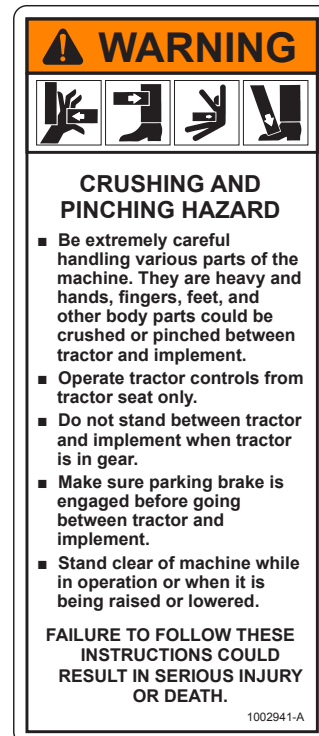 WARNING
CRUSHING AND
PINCHING HAZARD
■ Be extremely careful
handling various parts of the
machine. They are heavy and
hands, fingers, feet, and
other body parts could be
crushed or pinched between
tractor and implement.
■ Operate tractor controls from
tractor seat only.
■ Do not stand between tractor
and implement when tractor
is in gear.
■ Make sure parking brake is
engaged before going
between tractor and
implement.
■ Stand clear of machine while
in operation or when it is
being raised or lowered.
FAILURE TO FOLLOW THESE
INSTRUCTIONS COULD
RESULT IN SERIOUS INJURY
OR DEATH.
1002941-A